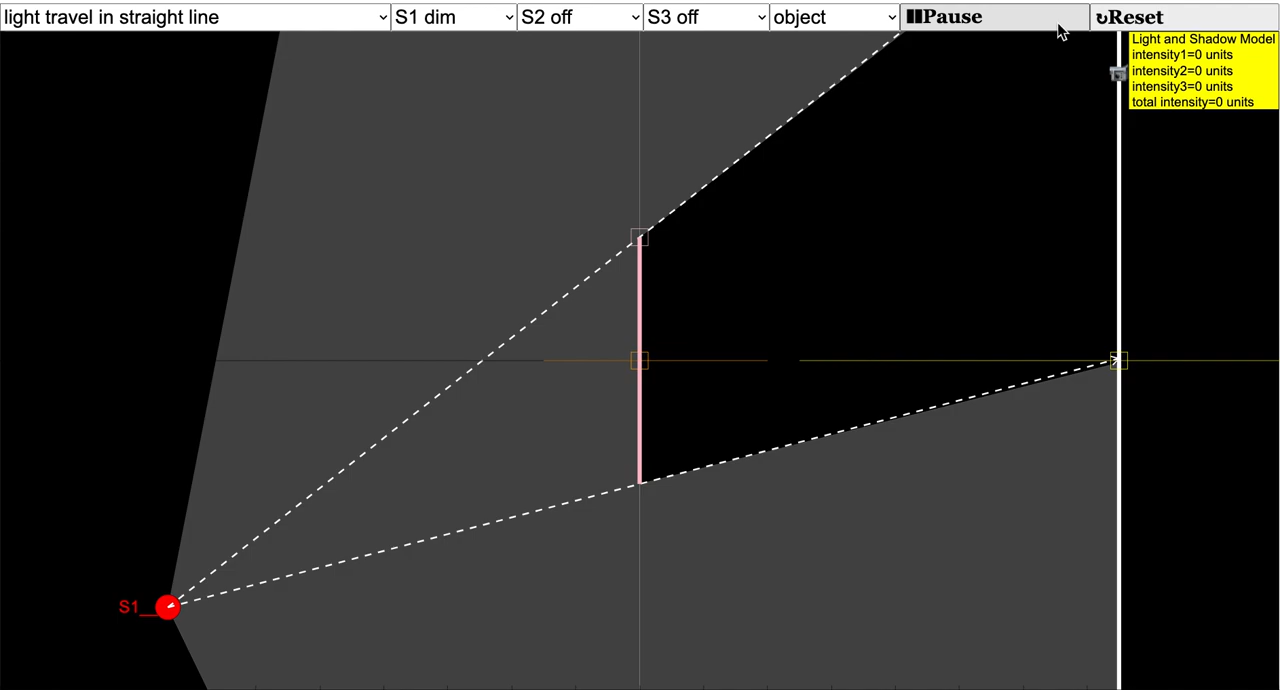 light travel in straight line
S1 dim
S2 off
S3 off
object
Pause
Reset
Light and Shadow Model
intensity1=0 units
intensity2=0 units
intensity3=0 units
total intensity=0 units
S1